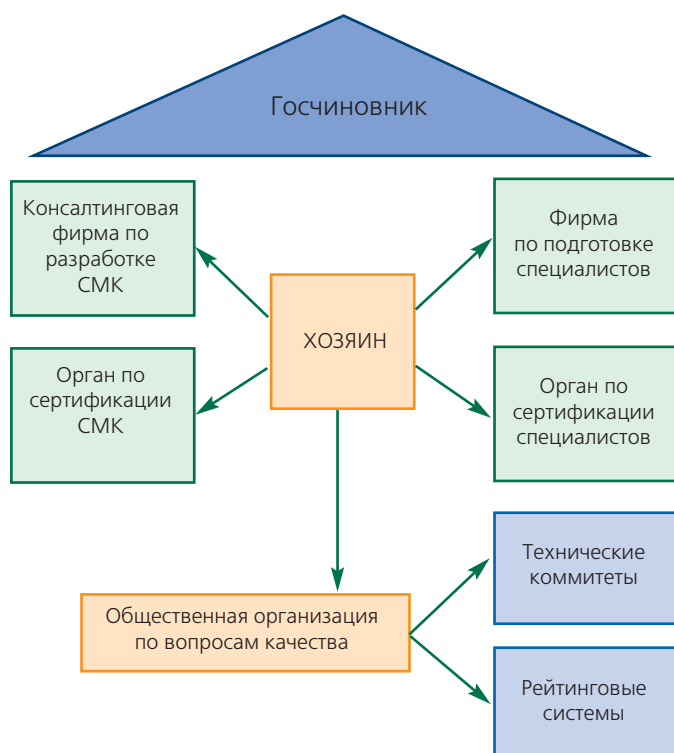 Госчиновник
Консалтинговая
фирма по
разработке
СМК
Фирма
по подготовке
специалистов
ХОЗЯИН
Орган по
сертификации
СМК
Орган по
сертификации
специалистов
Технические
коммитеты
Общественная организация
по вопросам качества
Рейтинговые
системы